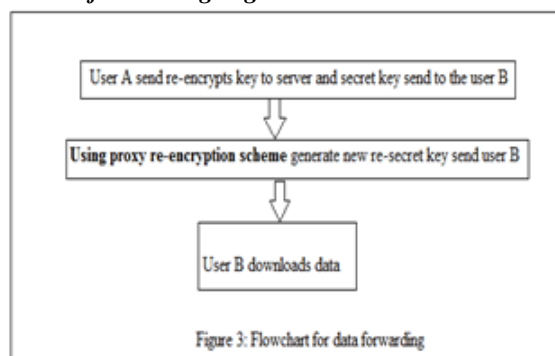 User A send re-encrypts key to server and secret key send to the user B
Using proxy re-encryption scheme generate new re-secret key send user B
User B downloads data
Figure 3: Flowchart for data forwarding